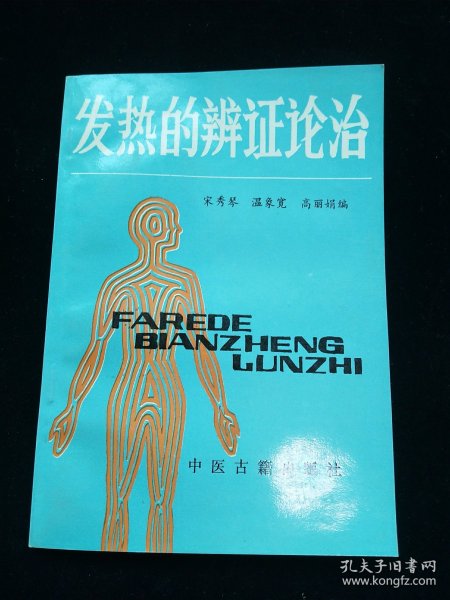 发热的辨证论治
宋秀琴 温象宽 高丽娟编
FAREDE
BIANZHENG
LUNZHI
中医古籍出版社
孔夫子旧书网
www.kongfz.com